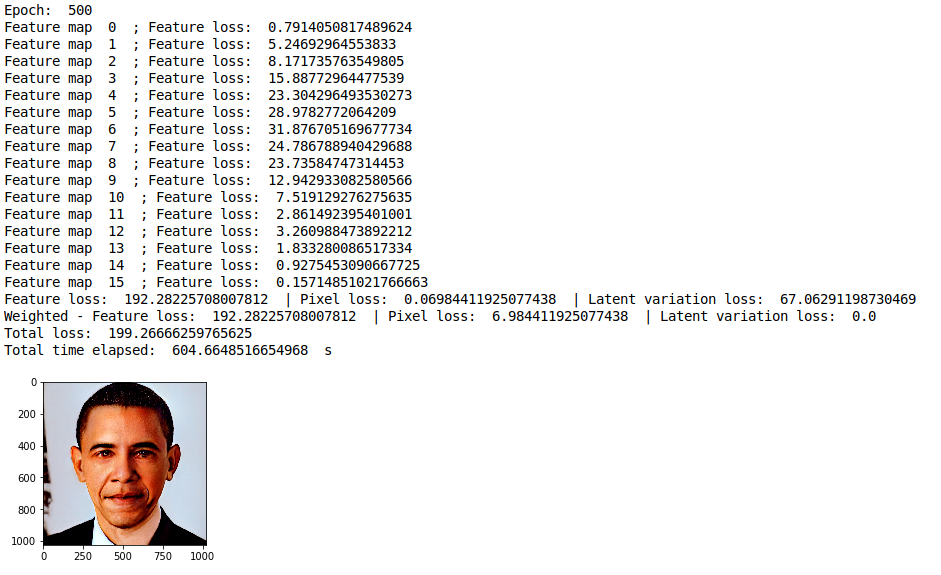 Epoch:  500
Feature map  0  ; Feature loss:  0.7914050817489624
Feature map  1  ; Feature loss:  5.24692964553833
Feature map  2  ; Feature loss:  8.171735763549805
Feature map  3  ; Feature loss:  15.88772964477539
Feature map  4  ; Feature loss:  23.304296493530273
Feature map  5  ; Feature loss:  28.9782772064209
Feature map  6  ; Feature loss:  31.876705169677734
Feature map  7  ; Feature loss:  24.786788940429688
Feature map  8  ; Feature loss:  23.73584747314453
Feature map  9  ; Feature loss:  12.942933082580566
Feature map  10  ; Feature loss:  7.519129276275635
Feature map  11  ; Feature loss:  2.861492395401001
Feature map  12  ; Feature loss:  3.260988473892212
Feature map  13  ; Feature loss:  1.833280086517334
Feature map  14  ; Feature loss:  0.9275453090667725
Feature map  15  ; Feature loss:  0.15714851021766663
Feature loss:  192.28225708007812  | Pixel loss:  0.06984411925077438  | Latent variation loss:  67.06291198730469
Weighted - Feature loss:  192.28225708007812  | Pixel loss:  6.984411925077438  | Latent variation loss:  0.0
Total loss:  199.26666259765625
Total time elapsed:  604.6648516654968  s
0
200
400
600
800
1000
0 250 500 750 1000